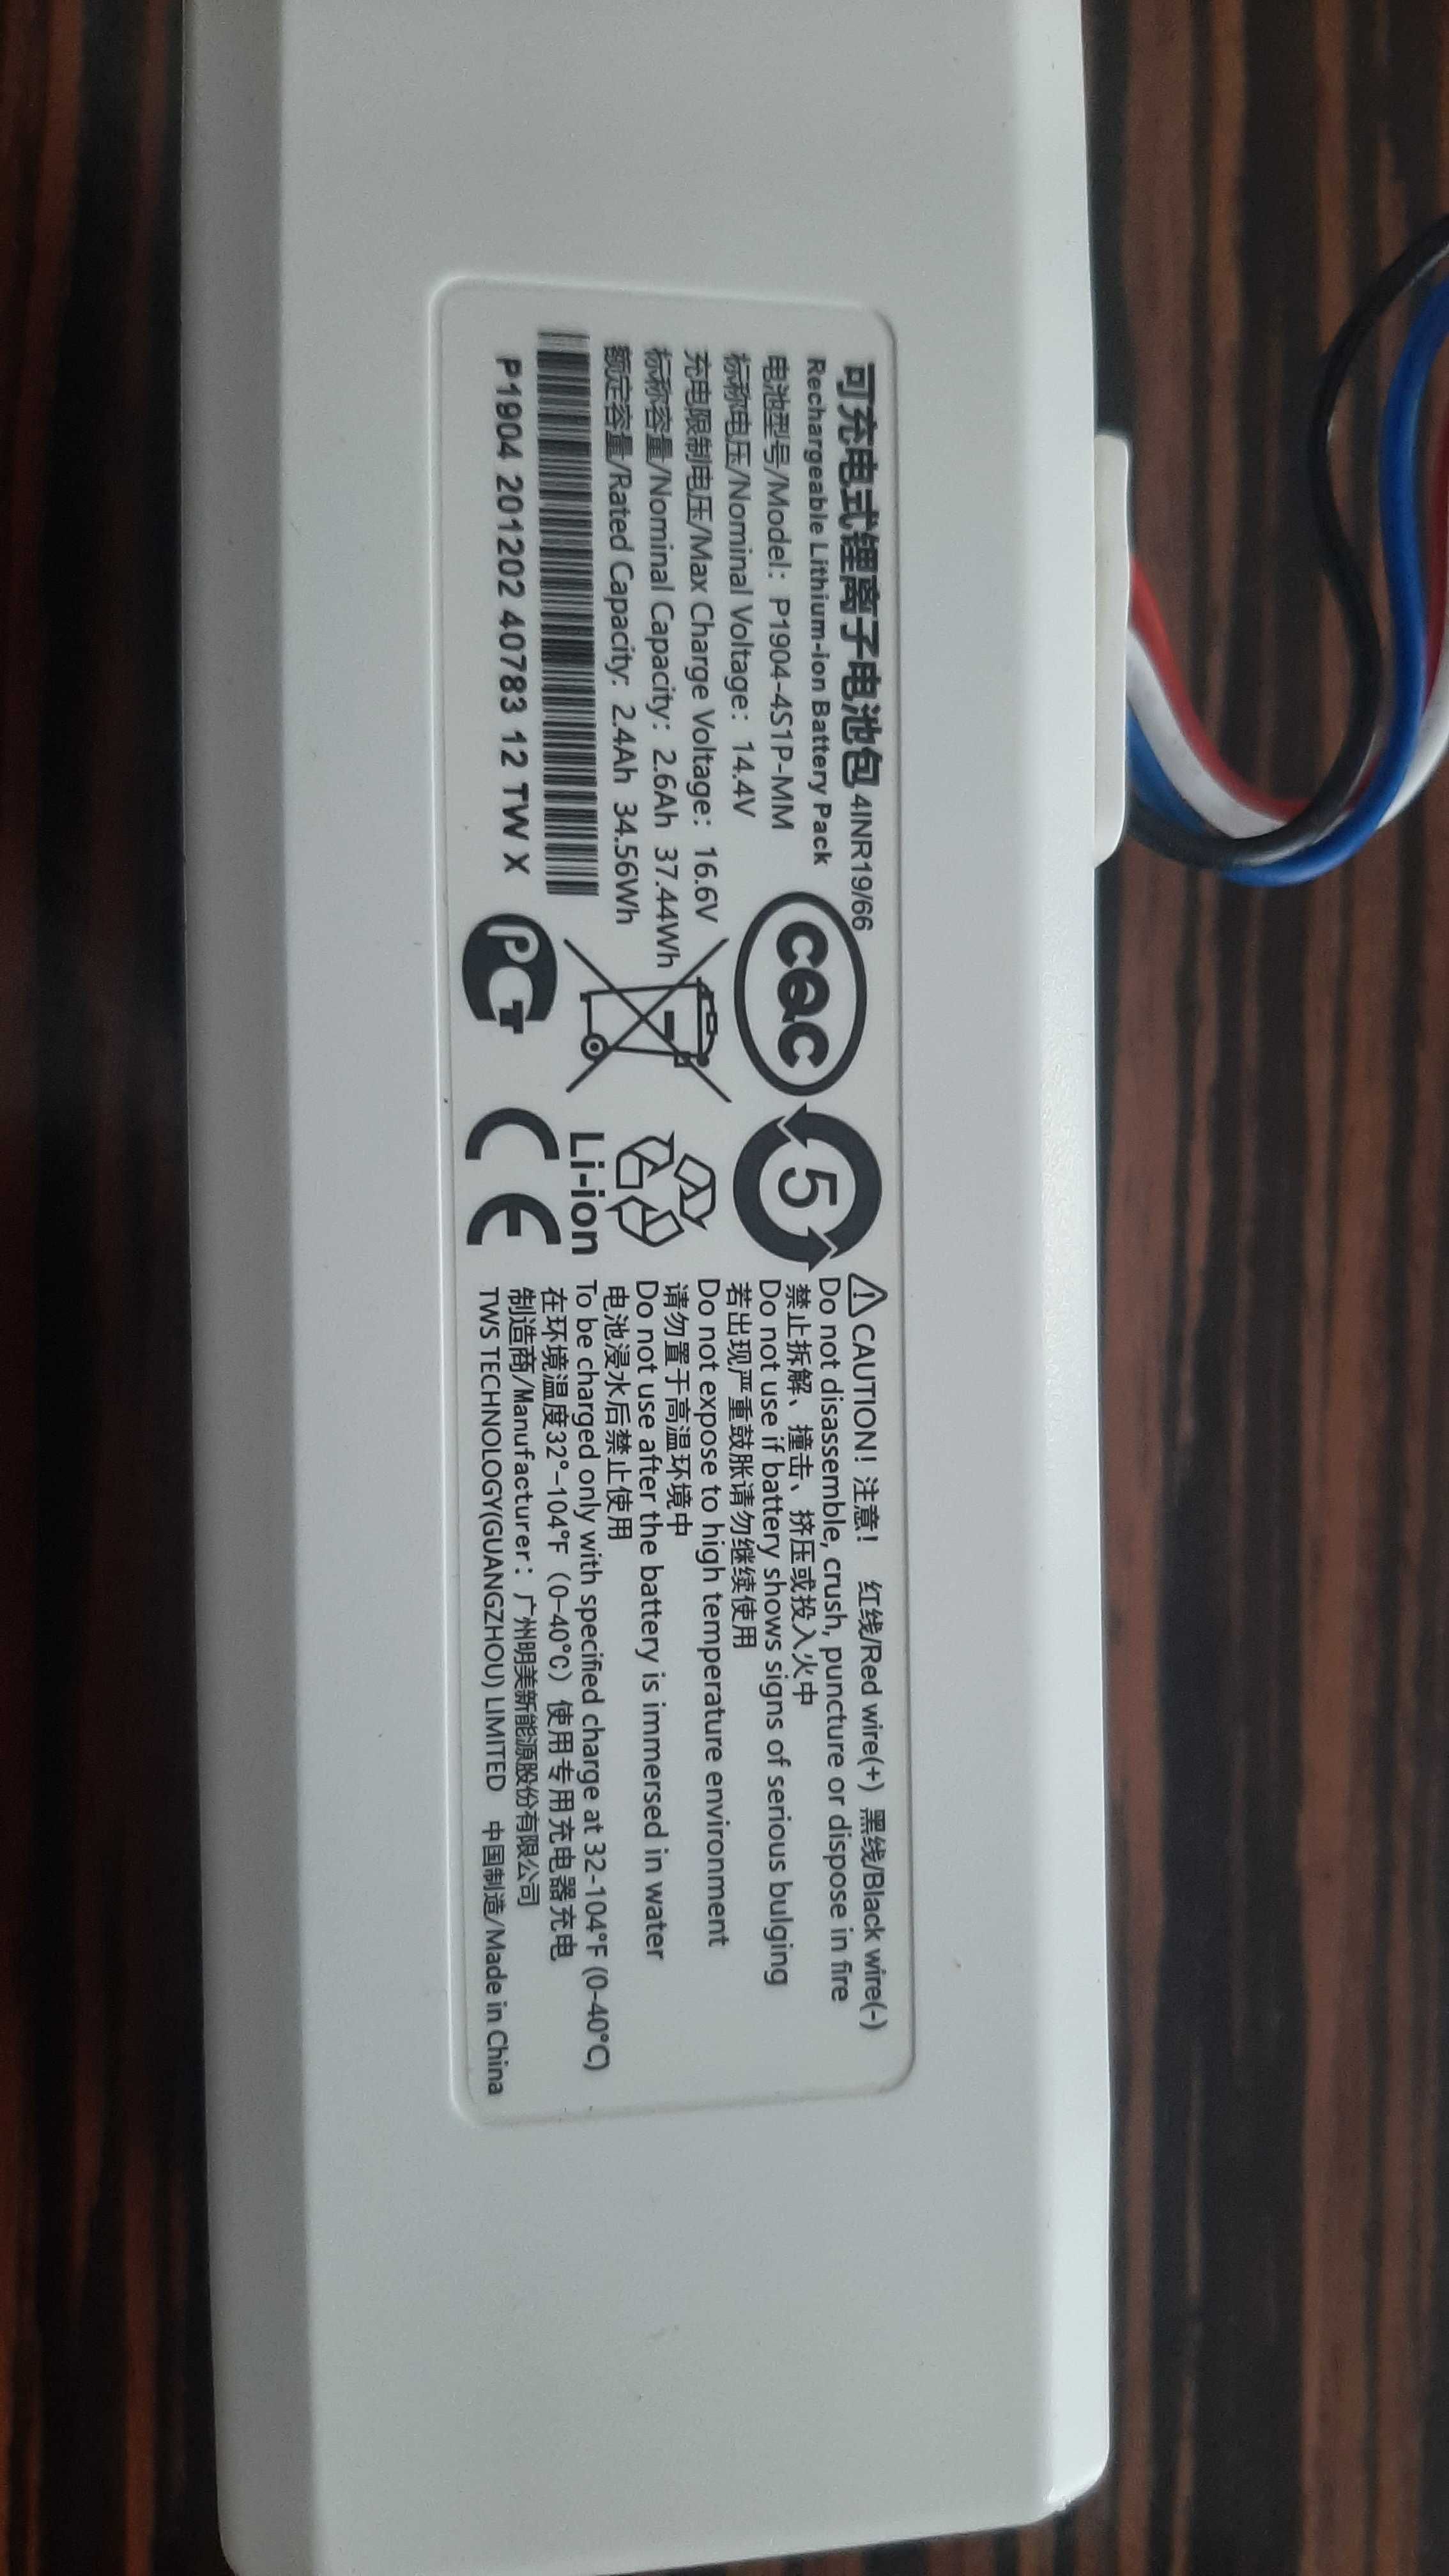 可充电式锂离子电池包 4INR19/66
Rechargeable Lithium-ion Battery Pack
电池型号/Model：P1904-4S1P-MM
标称电压/Nominal Voltage：14.4V
充电限制电压/Max Charge Voltage：16.6V
标称容量/Nominal Capacity：2.6Ah 37.44Wh
额定容量/Rated Capacity：2.4Ah 34.56Wh
P1904 201202 40783 12 TW X
cqc
5
Li-ion
PCT
CE
CAUTION! 注意！ 红线/Red wire(+) 黑线/Black wire(-)
Do not disassemble, crush, puncture or dispose in fire
禁止拆解、撞击、挤压或投入火中
Do not use if battery shows signs of serious bulging
若出现严重鼓胀请勿继续使用
Do not expose to high temperature environment
请勿置于高温环境中
Do not use after the battery is immersed in water
电池浸水后禁止使用
To be charged only with specified charge at 32-104°F (0-40°C)
在环境温度32°-104°F（0-40°C）使用专用充电器充电
制造商/Manufacturer：广州明美新能源股份有限公司
TWS TECHNOLOGY(GUANGZHOU) LIMITED 中国制造/Made in China